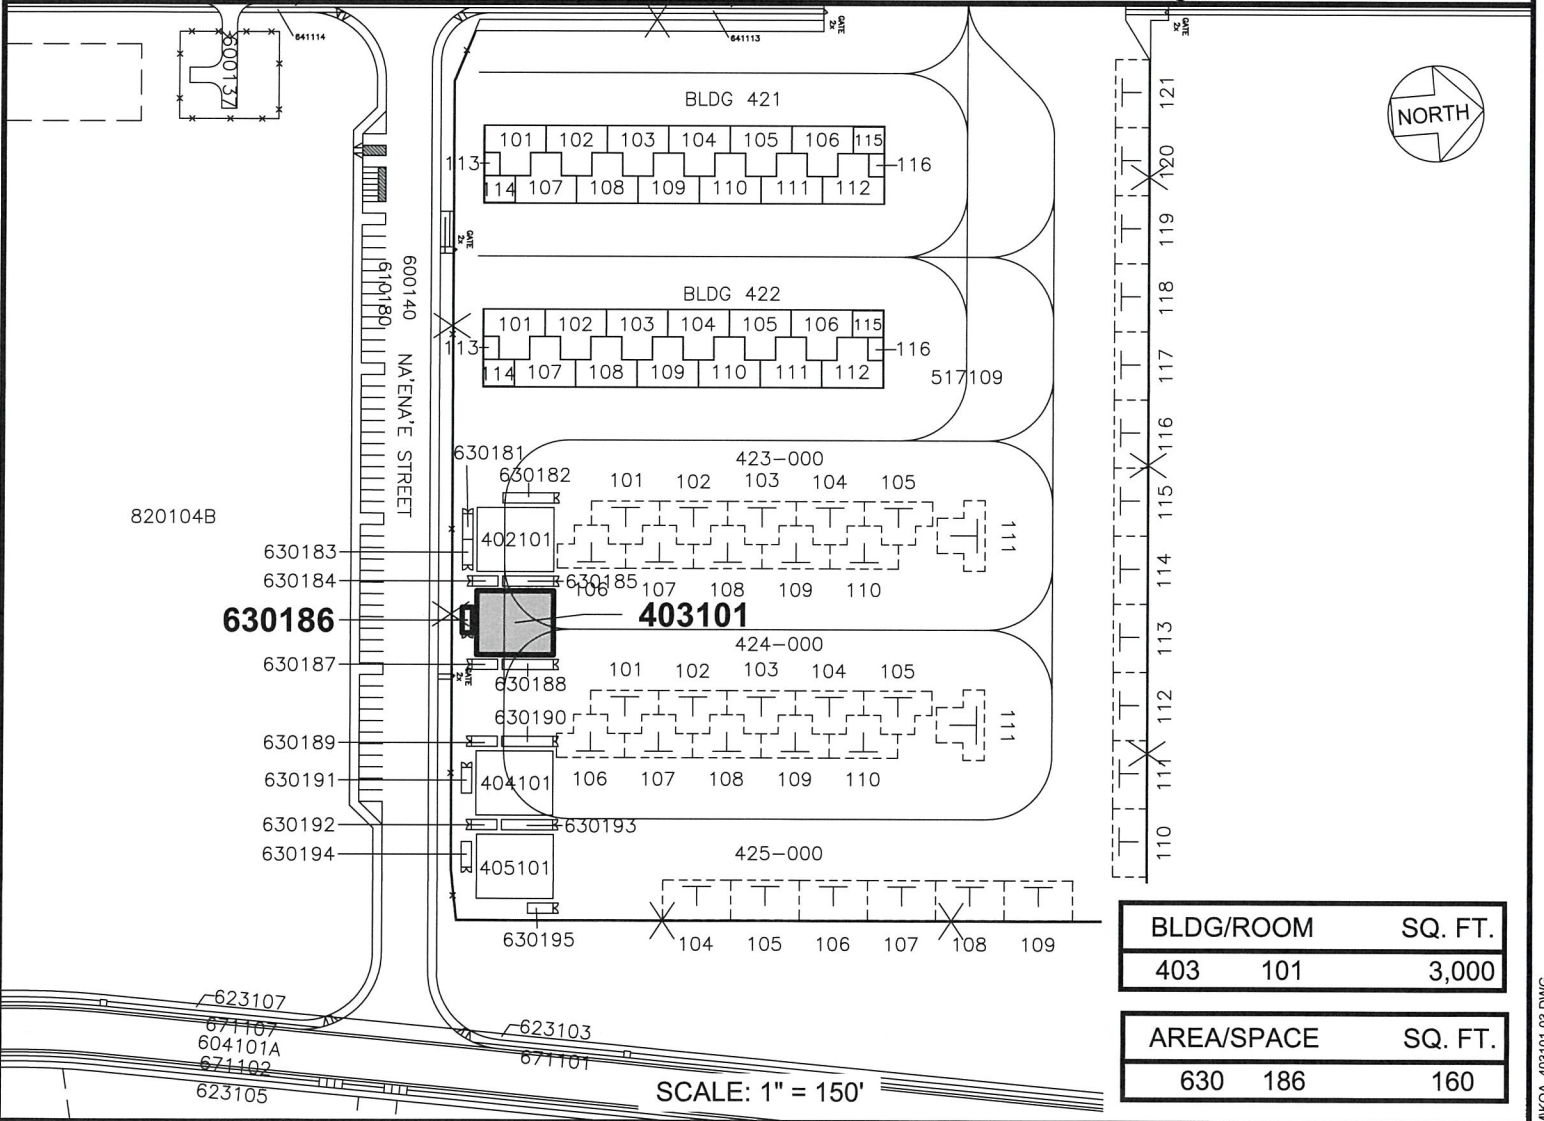 641114
641113
GATE
2x
GATE
2x
600137
NORTH
BLDG 421
101 102 103 104 105 106 115
113 116
114 107 108 109 110 111 112
GATE
2x
600140
610180
NA'ENA'E STREET
BLDG 422
101 102 103 104 105 106 115
113 116
114 107 108 109 110 111 112
517109
121
120
119
118
117
116
115
114
113
112
111
110
820104B
630181
630182
423-000
101 102 103 104 105
402101
111
630183
630184
630185
106 107 108 109 110
630186
403101
424-000
630187
GATE
2x
630188
101 102 103 104 105
630190
111
630189
630191
404101
106 107 108 109 110
630192
630193
630194
405101
425-000
630195
104 105 106 107 108 109
BLDG/ROOM SQ. FT.
403 101 3,000
AREA/SPACE SQ. FT.
630 186 160
623107
671107
604101A
671102
623105
623103
671101
SCALE: 1" = 150'